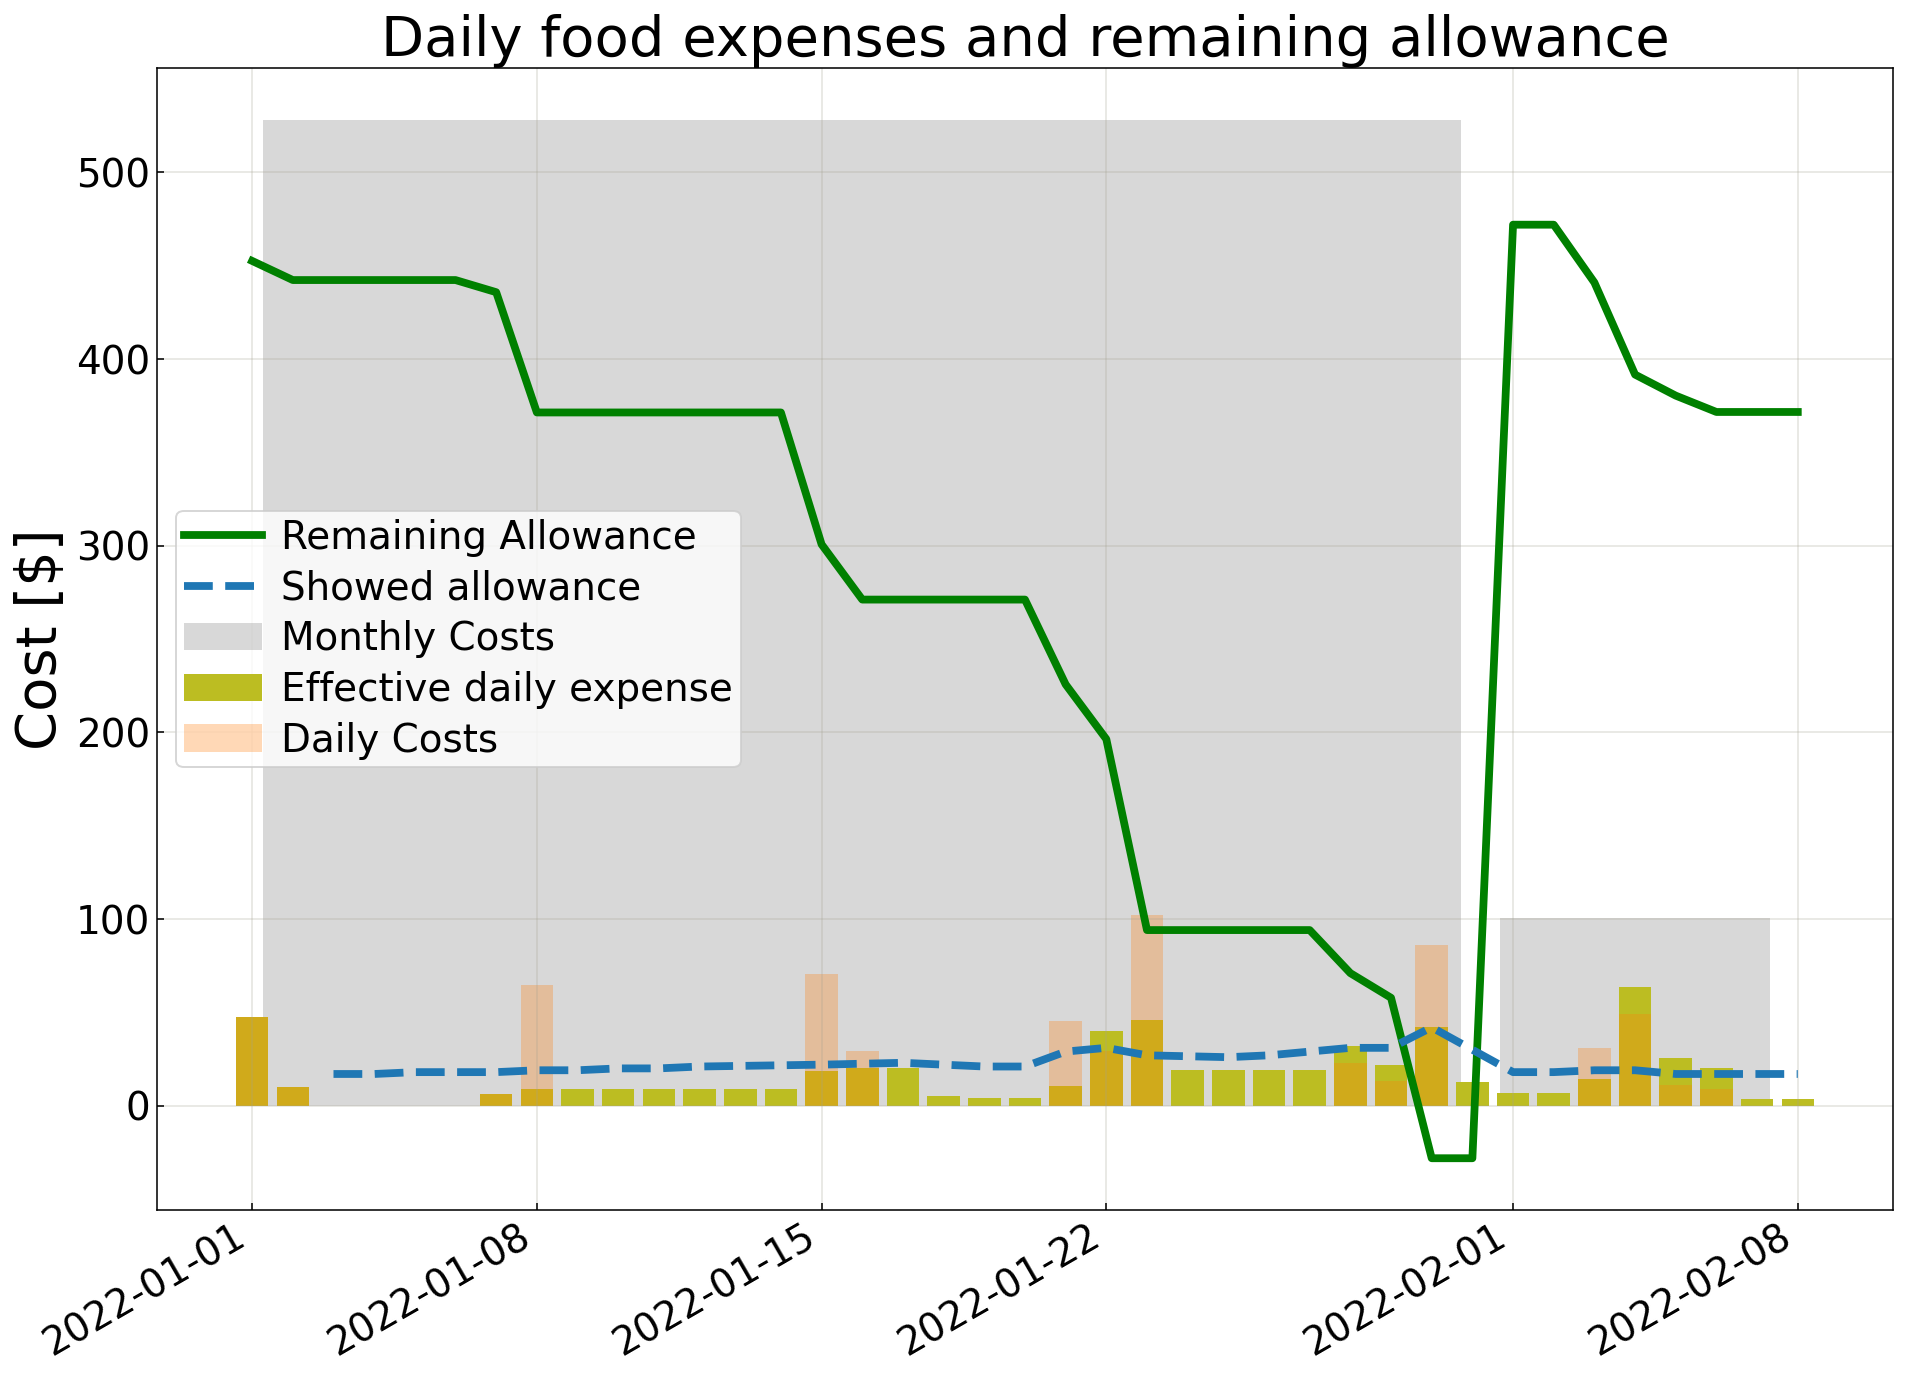 Daily food expenses and remaining allowance
Cost [$]
500
400
300
200
100
0
Remaining Allowance
Showed allowance
Monthly Costs
Effective daily expense
Daily Costs
2022-01-01
2022-01-08
2022-01-15
2022-01-22
2022-02-01
2022-02-08